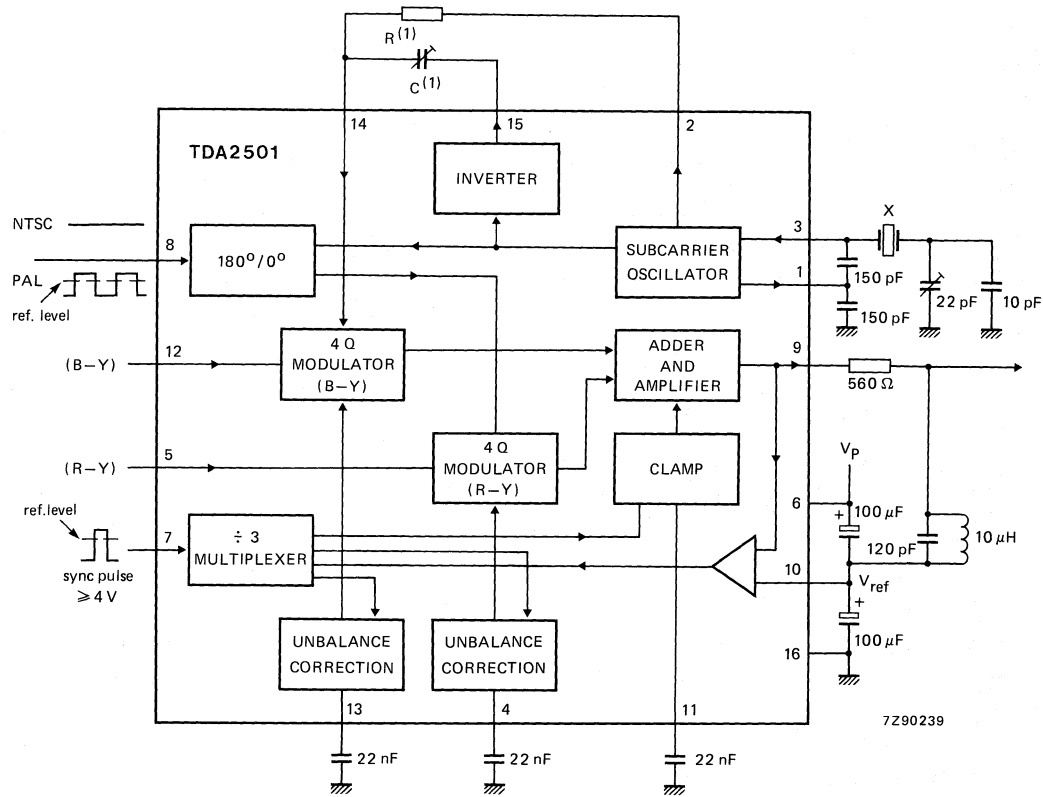 R(1)
C(1)
14
15
2
TDA2501
INVERTER
NTSC
8
180°/0°
SUBCARRIER
OSCILLATOR
3
1
X
150 pF
22 pF
10 pF
150 pF
PAL
ref. level
(B–Y)
12
4Q
MODULATOR
(B–Y)
ADDER
AND
AMPLIFIER
9
560 Ω
(R–Y)
5
4Q
MODULATOR
(R–Y)
CLAMP
VP
6
100 μF
+
120 pF
10 μH
ref.level
7
÷ 3
MULTIPLEXER
sync pulse
≥ 4 V
10
Vref
+
100 μF
16
UNBALANCE
CORRECTION
UNBALANCE
CORRECTION
13
4
11
22 nF
22 nF
22 nF
7Z90239